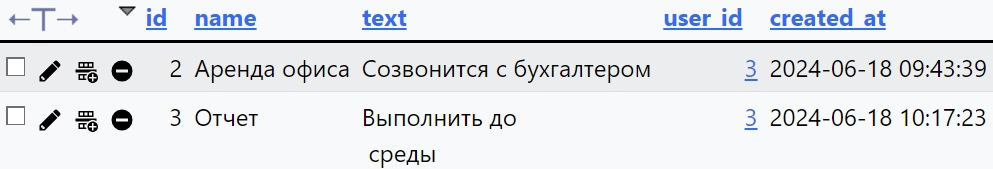 id name text user_id created_at
2 Аренда офиса Созвонится с бухгалтером 3 2024-06-18 09:43:39
3 Отчет Выполнить до 3 2024-06-18 10:17:23
среды